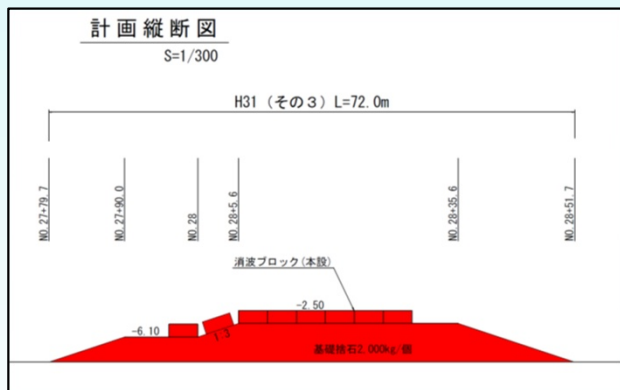 計画縦断図
S=1/300
H31（その３）L=72.0m
NO.27+79.7
NO.27+90.0
NO.28
NO.28+5.6
NO.28+35.6
NO.28+51.7
消波ブロック(本設)
-2.50
-6.10
1:3
基礎捨石2,000kg/個